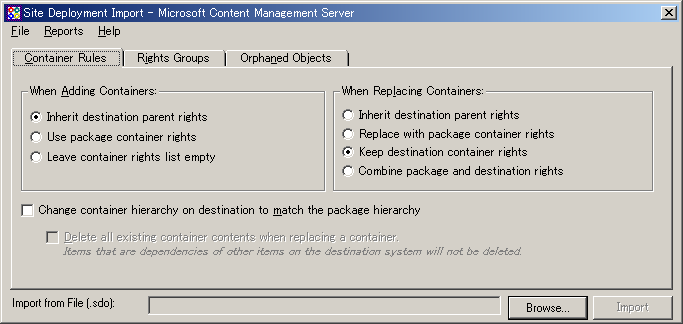 Site Deployment Import - Microsoft Content Management Server
File Reports Help
Container Rules Rights Groups Orphaned Objects
When Adding Containers: When Replacing Containers:
Inherit destination parent rights Inherit destination parent rights
Use package container rights Replace with package container rights
Leave container rights list empty Keep destination container rights
Combine package and destination rights
Change container hierarchy on destination to match the package hierarchy
Delete all existing container contents when replacing a container.
Items that are dependencies of other items on the destination system will not be deleted.
Import from File (.sdo): Browse... Import